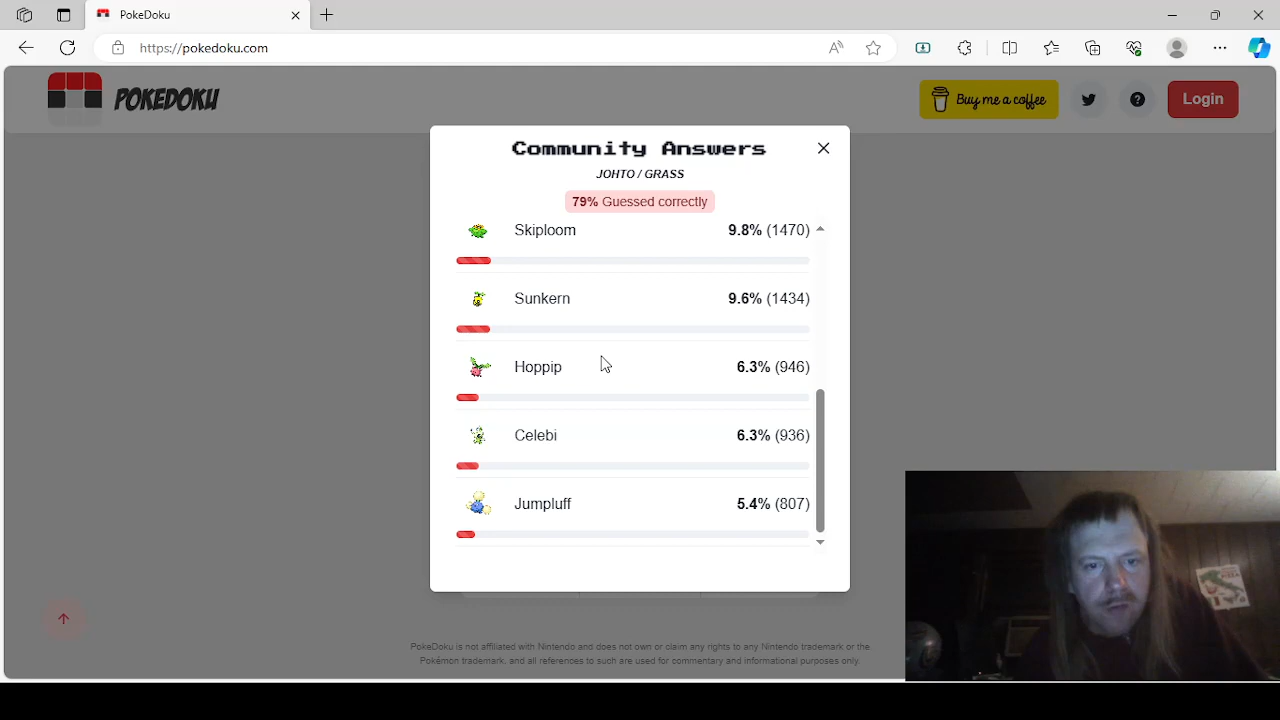 PokeDoku
https://pokedoku.com
POKEDOKU
Buy me a coffee
Login
Community Answers
JOHTO / GRASS
79% Guessed correctly
Skiploom 9.8% (1470)
Sunkern 9.6% (1434)
Hoppip 6.3% (946)
Celebi 6.3% (936)
Jumpluff 5.4% (807)
PokeDoku is not affiliated with Nintendo and does not own or claim any rights to any Nintendo trademark or the
Pokémon trademark, and all references to such are used for commentary and informational purposes only.